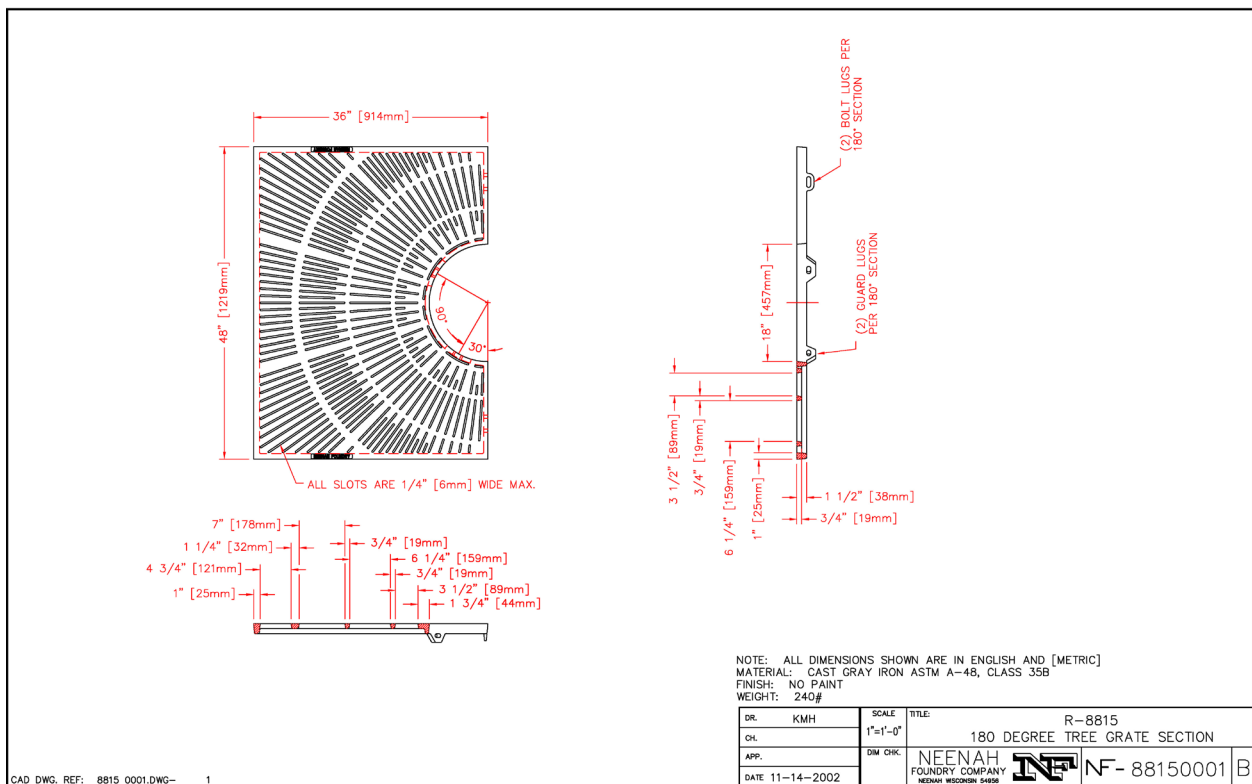 36" [914mm]
48" [1219mm]
90°
30°
ALL SLOTS ARE 1/4" [6mm] WIDE MAX.
(2) BOLT LUGS PER
180° SECTION
(2) GUARD LUGS
PER 180° SECTION
18" [457mm]
3 1/2" [89mm]
3/4" [19mm]
6 1/4" [159mm]
1" [25mm]
1 1/2" [38mm]
3/4" [19mm]
7" [178mm]
1 1/4" [32mm]
4 3/4" [121mm]
1" [25mm]
3/4" [19mm]
6 1/4" [159mm]
3/4" [19mm]
3 1/2" [89mm]
1 3/4" [44mm]
NOTE: ALL DIMENSIONS SHOWN ARE IN ENGLISH AND [METRIC]
MATERIAL: CAST GRAY IRON ASTM A-48, CLASS 35B
FINISH: NO PAINT
WEIGHT: 240#
DR. KMH
CH.
APP.
DATE 11-14-2002
SCALE
1"=1'-0"
DIM CHK.
TITLE:
R-8815
180 DEGREE TREE GRATE SECTION
NEENAH
FOUNDRY COMPANY
NEENAH WISCONSIN 54956
NF
NF- 88150001 B
CAD DWG. REF: 8815 0001.DWG- 1